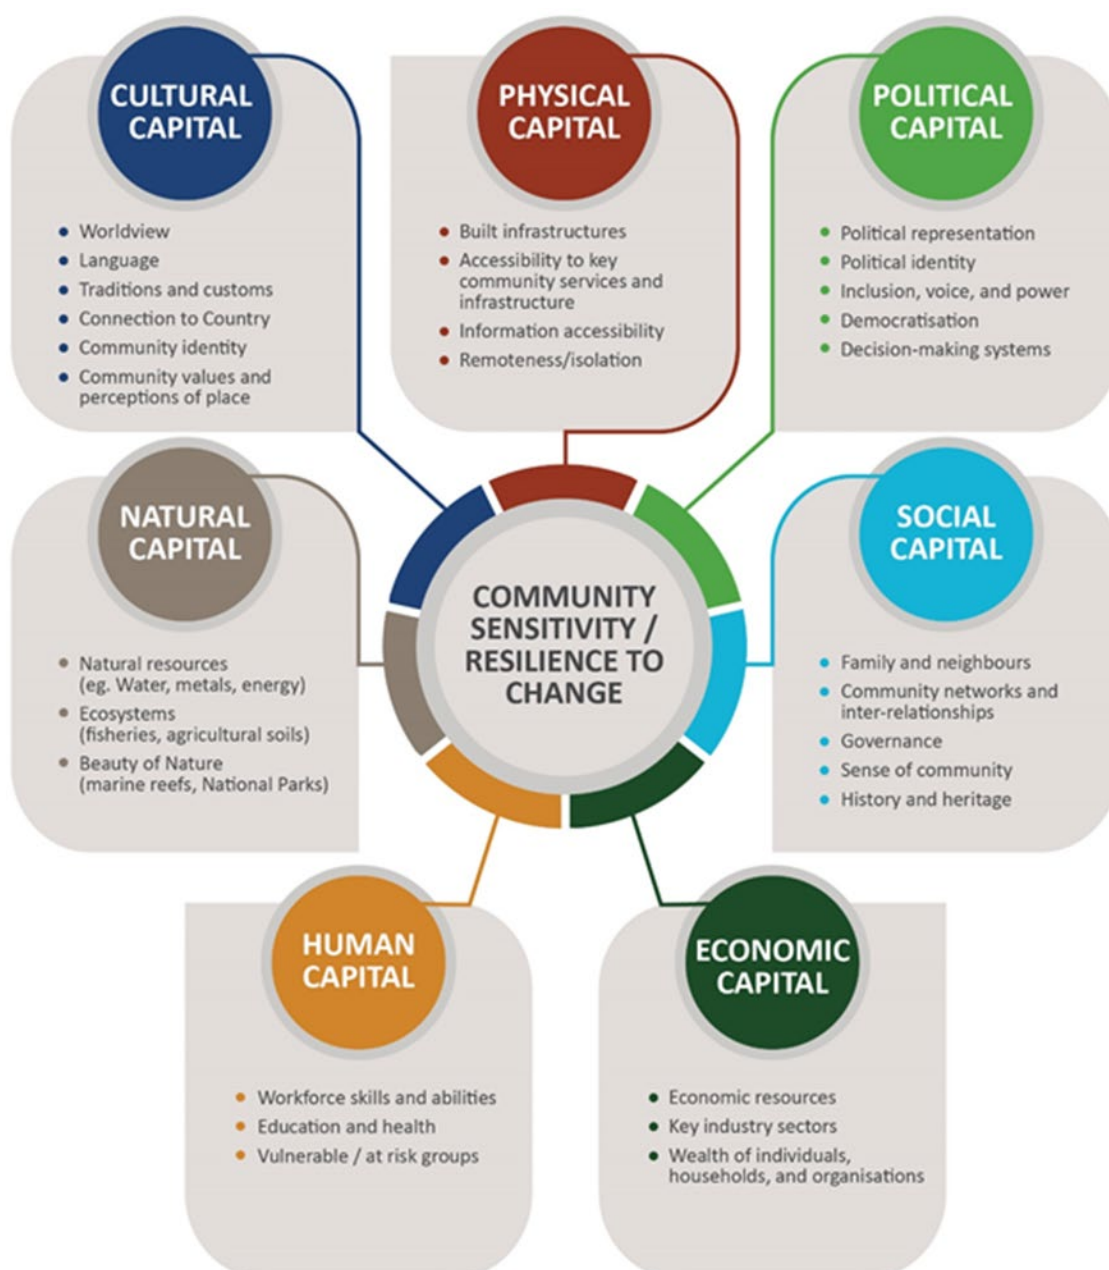 CULTURAL
CAPITAL
Worldview
Language
Traditions and customs
Connection to Country
Community identity
Community values and
perceptions of place
PHYSICAL
CAPITAL
Built infrastructures
Accessibility to key
community services and
infrastructure
Information accessibility
Remoteness/isolation
POLITICAL
CAPITAL
Political representation
Political identity
Inclusion, voice, and power
Democratisation
Decision-making systems
NATURAL
CAPITAL
Natural resources
(eg. Water, metals, energy)
Ecosystems
(fisheries, agricultural soils)
Beauty of Nature
(marine reefs, National Parks)
COMMUNITY
SENSITIVITY /
RESILIENCE TO
CHANGE
SOCIAL
CAPITAL
Family and neighbours
Community networks and
inter-relationships
Governance
Sense of community
History and heritage
HUMAN
CAPITAL
Workforce skills and abilities
Education and health
Vulnerable / at risk groups
ECONOMIC
CAPITAL
Economic resources
Key industry sectors
Wealth of individuals,
households, and organisations